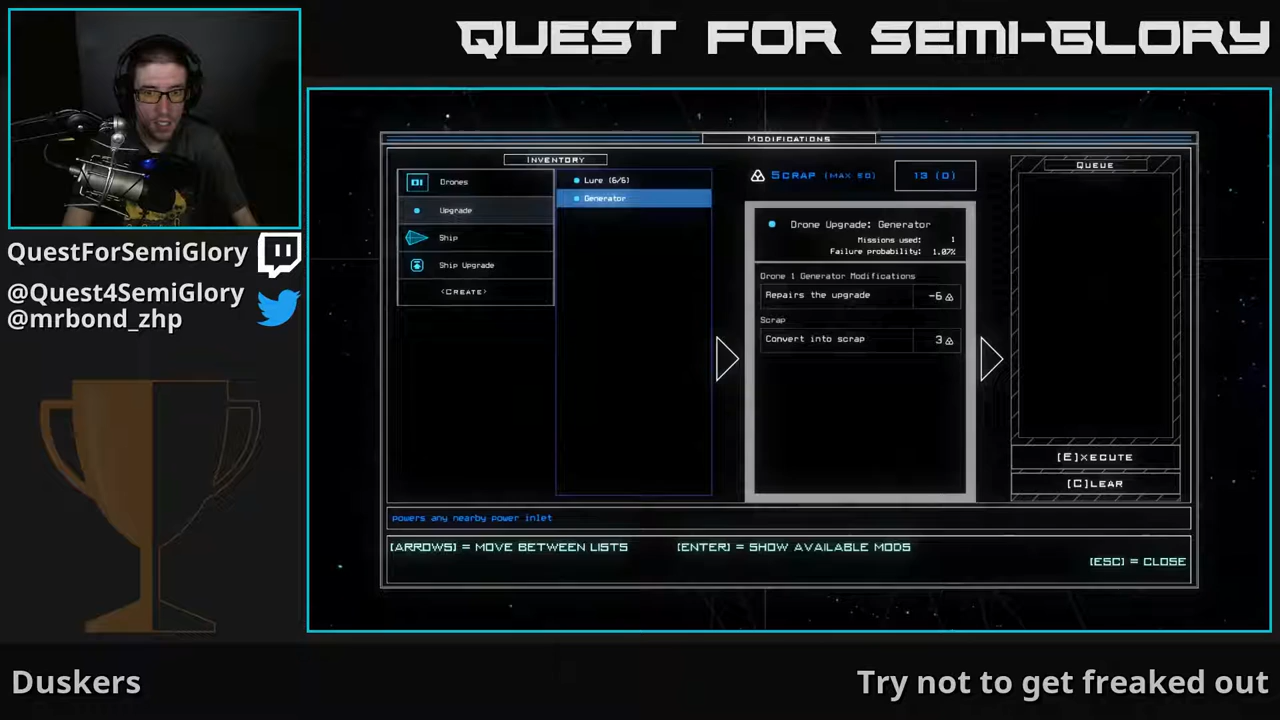 QUEST FOR SEMI-GLORY
QuestForSemiGlory
@Quest4SemiGlory
@mrbond_zhp
MODIFICATIONS
INVENTORY
Drones
Upgrade
Ship
Ship Upgrade
<CREATE>
Lure (6/6)
Generator
SCRAP (MAX 50)
13 (0)
Drone Upgrade: Generator
Missions used: 1
Failure probability: 1.07%
Drone 1 Generator Modifications
Repairs the upgrade -6
Scrap
Convert into scrap 3
QUEUE
[E]XECUTE
[C]LEAR
powers any nearby power inlet
[ARROWS] = MOVE BETWEEN LISTS
[ENTER] = SHOW AVAILABLE MODS
[ESC] = CLOSE
Duskers
Try not to get freaked out